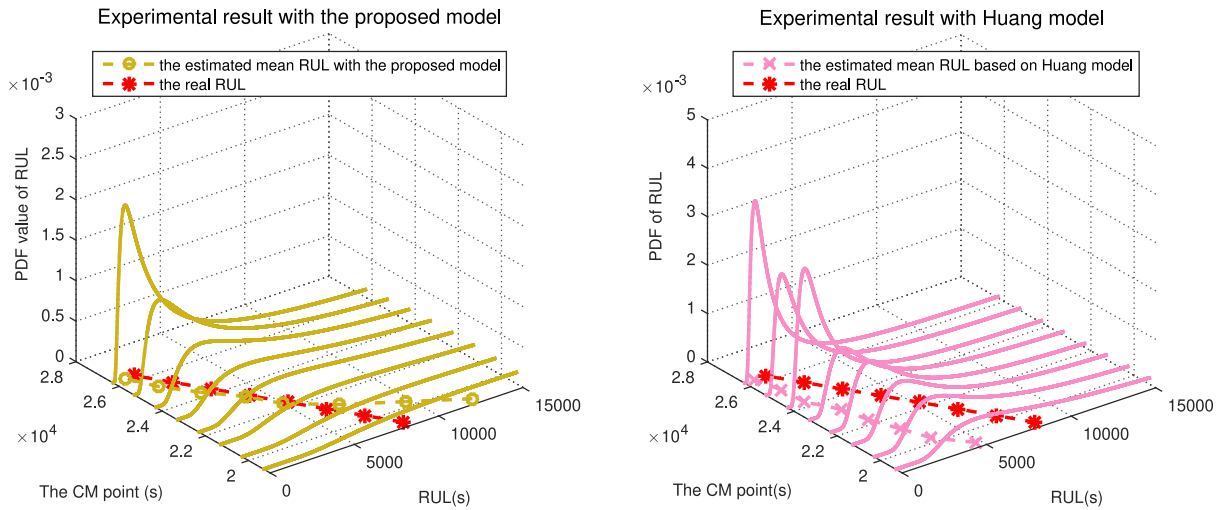 Experimental result with the proposed model
the estimated mean RUL with the proposed model
the real RUL
×10⁻³
3
2.5
2
1.5
1
0.5
0
PDF value of RUL
2.8
2.6
2.4
2.2
2
×10⁴
The CM point (s)
0
5000
10000
15000
RUL(s)
Experimental result with Huang model
the estimated mean RUL based on Huang model
the real RUL
×10⁻³
5
4
3
2
1
0
PDF of RUL
2.8
2.6
2.4
2.2
2
×10⁴
The CM point(s)
0
5000
10000
15000
RUL(s)